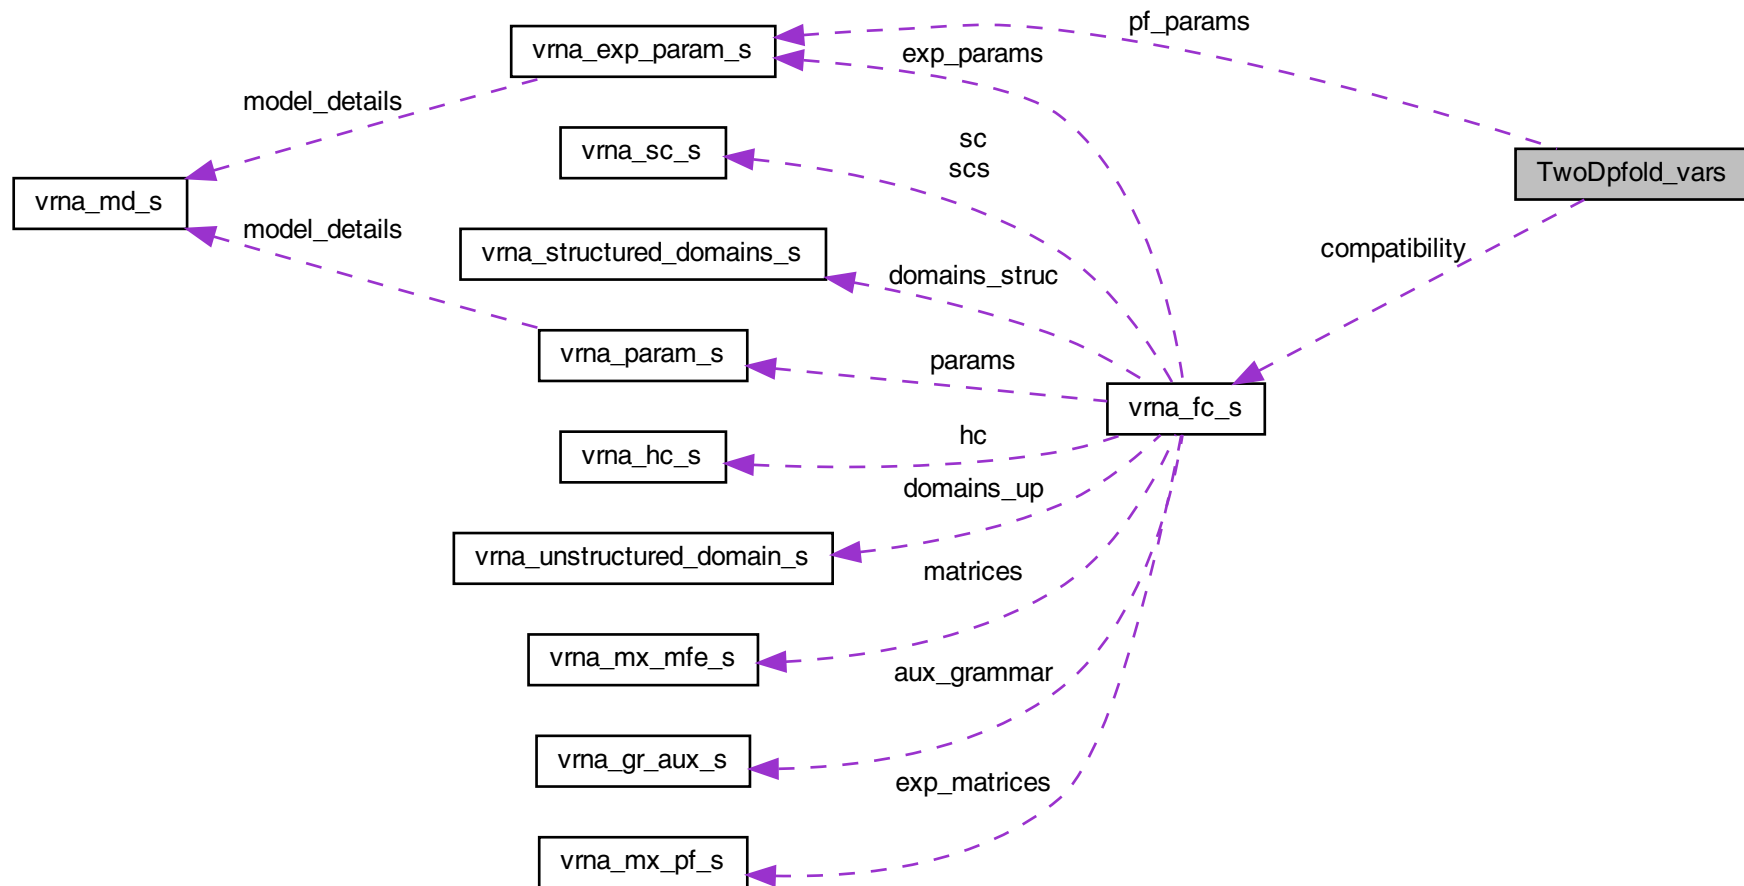 pf_params
vrna_exp_param_s
exp_params
model_details
sc
scs
vrna_sc_s
TwoDpfold_vars
vrna_md_s
model_details
vrna_structured_domains_s
compatibility
domains_struc
vrna_param_s
params
vrna_fc_s
hc
vrna_hc_s
domains_up
vrna_unstructured_domain_s
matrices
vrna_mx_mfe_s
aux_grammar
vrna_gr_aux_s
exp_matrices
vrna_mx_pf_s